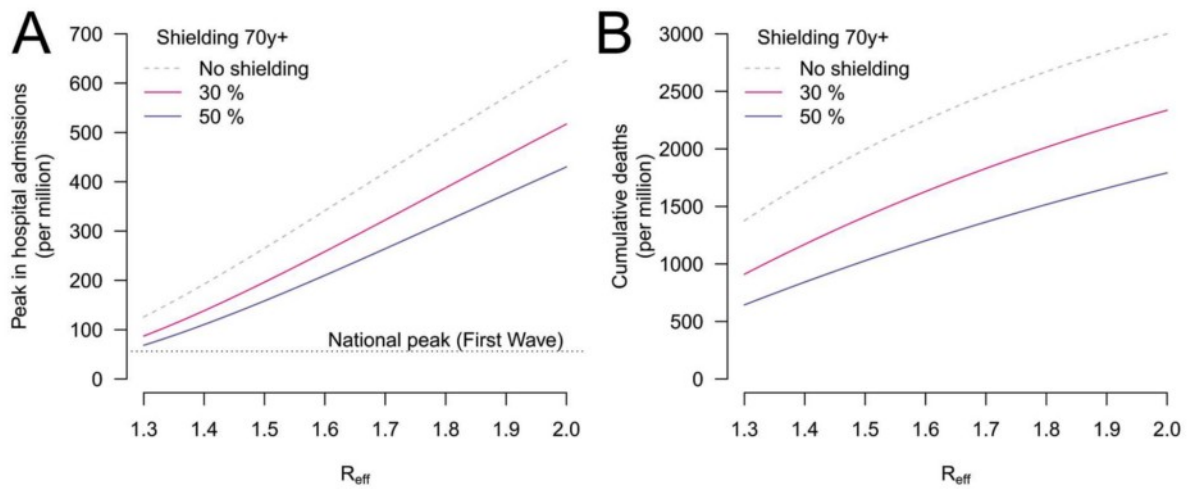 A
Shielding 70y+
No shielding
30 %
50 %
Peak in hospital admissions
(per million)
700
600
500
400
300
200
100
0
National peak (First Wave)
1.3 1.4 1.5 1.6 1.7 1.8 1.9 2.0
Reff
B
Shielding 70y+
No shielding
30 %
50 %
Cumulative deaths
(per million)
3000
2500
2000
1500
1000
500
0
1.3 1.4 1.5 1.6 1.7 1.8 1.9 2.0
Reff